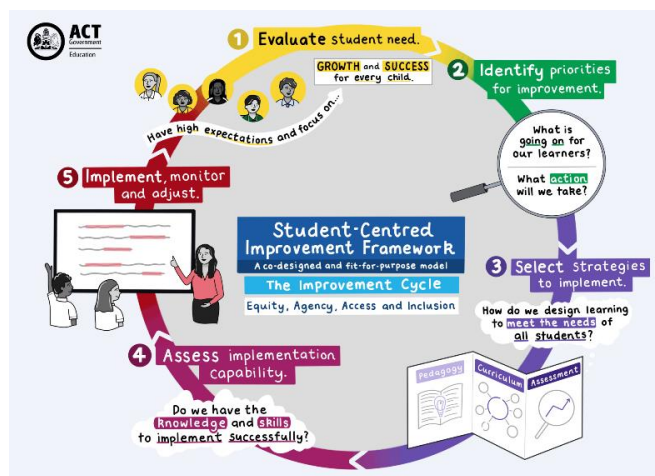 ACT
Government
Education
1 Evaluate student need.
GROWTH and SUCCESS
for every child.
Have high expectations and focus on...
2 Identify priorities
for improvement.
What is
going on for
our learners?
What action
will we take?
3 Select strategies
to implement.
How do we design learning
to meet the needs of
all students?
Pedagogy
Curriculum
Assessment
4 Assess implementation
capability.
Do we have the
knowledge and skills
to implement successfully?
5 Implement, monitor
and adjust.
Student-Centred
Improvement Framework
A co-designed and fit-for-purpose model
The Improvement Cycle
Equity, Agency, Access and Inclusion